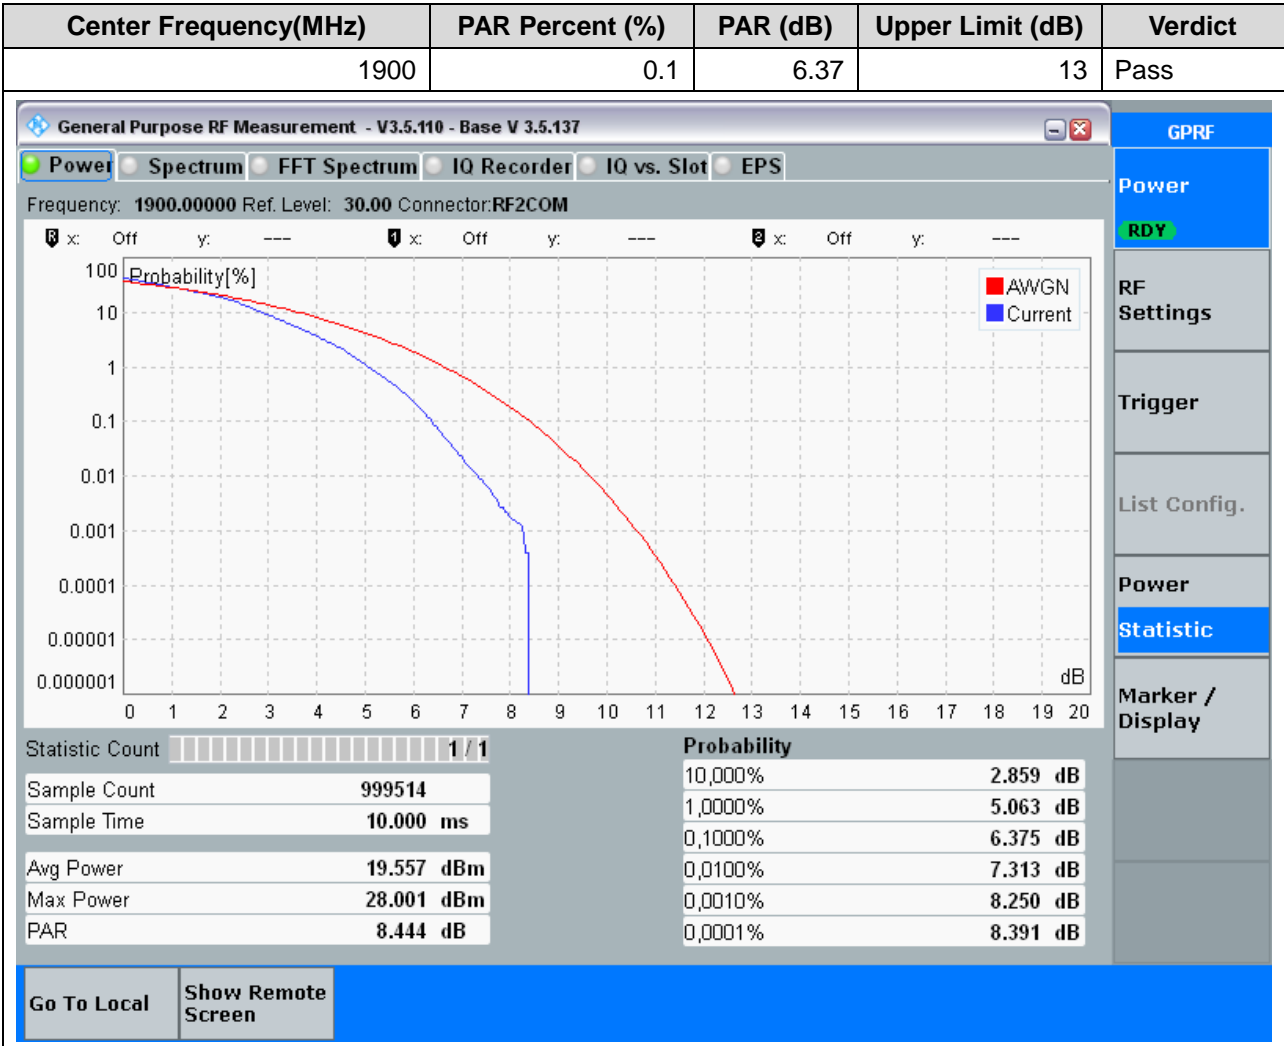 Center Frequency(MHz) PAR Percent (%) PAR (dB) Upper Limit (dB) Verdict
1900 0.1 6.37 13 Pass
General Purpose RF Measurement - V3.5.110 - Base V 3.5.137
GPRF
Power Spectrum FFT Spectrum IQ Recorder IQ vs. Slot EPS
Power
RDY
Frequency: 1900.00000 Ref. Level: 30.00 Connector:RF2COM
R x: Off y: --- 1 x: Off y: --- 2 x: Off y: ---
Probability[%]
100
10
1
0.1
0.01
0.001
0.0001
0.00001
0.000001
AWGN
Current
dB
0 1 2 3 4 5 6 7 8 9 10 11 12 13 14 15 16 17 18 19 20
RF
Settings
Trigger
List Config.
Power
Statistic
Marker /
Display
Statistic Count 1 / 1
Sample Count 999514
Sample Time 10.000 ms
Avg Power 19.557 dBm
Max Power 28.001 dBm
PAR 8.444 dB
Probability
10,000% 2.859 dB
1,0000% 5.063 dB
0,1000% 6.375 dB
0,0100% 7.313 dB
0,0010% 8.250 dB
0,0001% 8.391 dB
Go To Local
Show Remote
Screen